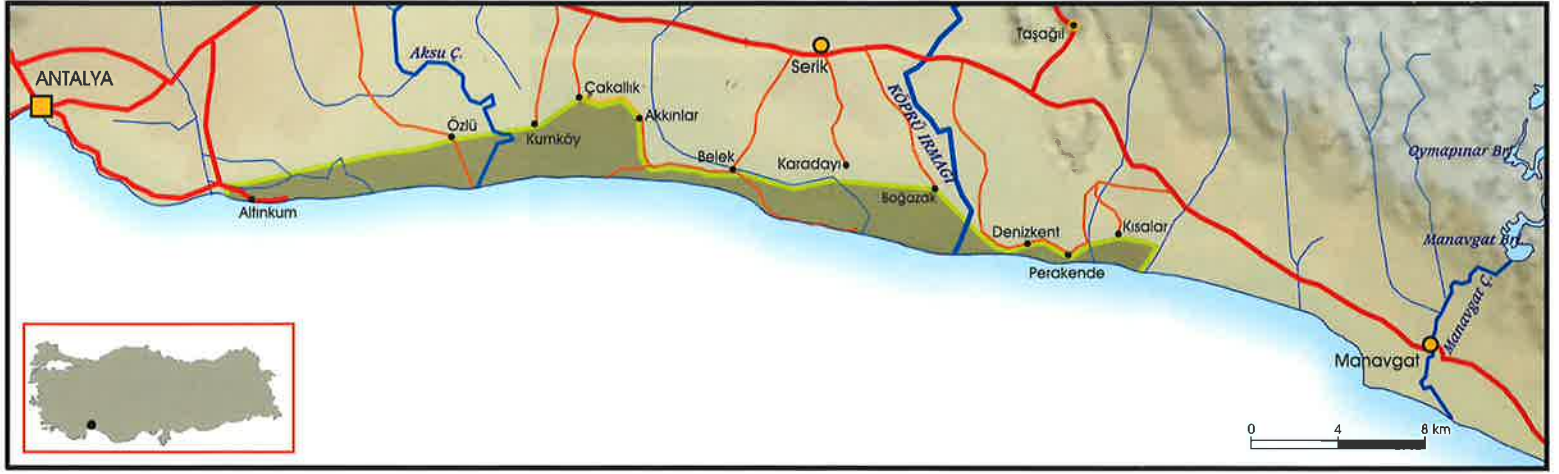 ANTALYA
Aksu Ç.
Serik
Taşağıl
Çakallık
Akkınlar
Özlü
Kumköy
KÖPRÜ IRMAĞI
Belek
Karadayı
Boğazak
Altınkum
Denizkent
Kısalar
Perakende
Oymapınar Brj.
Manavgat Brj.
Manavgat Ç.
Manavgat
0 4 8 km